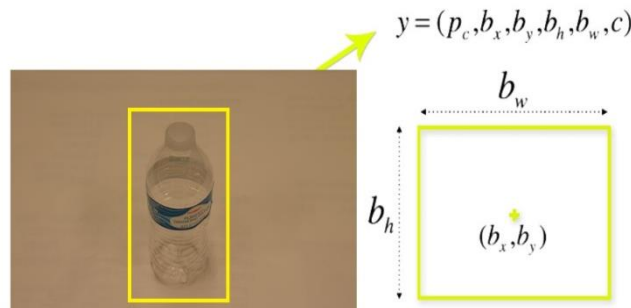 y = (p_c, b_x, b_y, b_h, b_w, c)
b_w
b_h
(b_x, b_y)